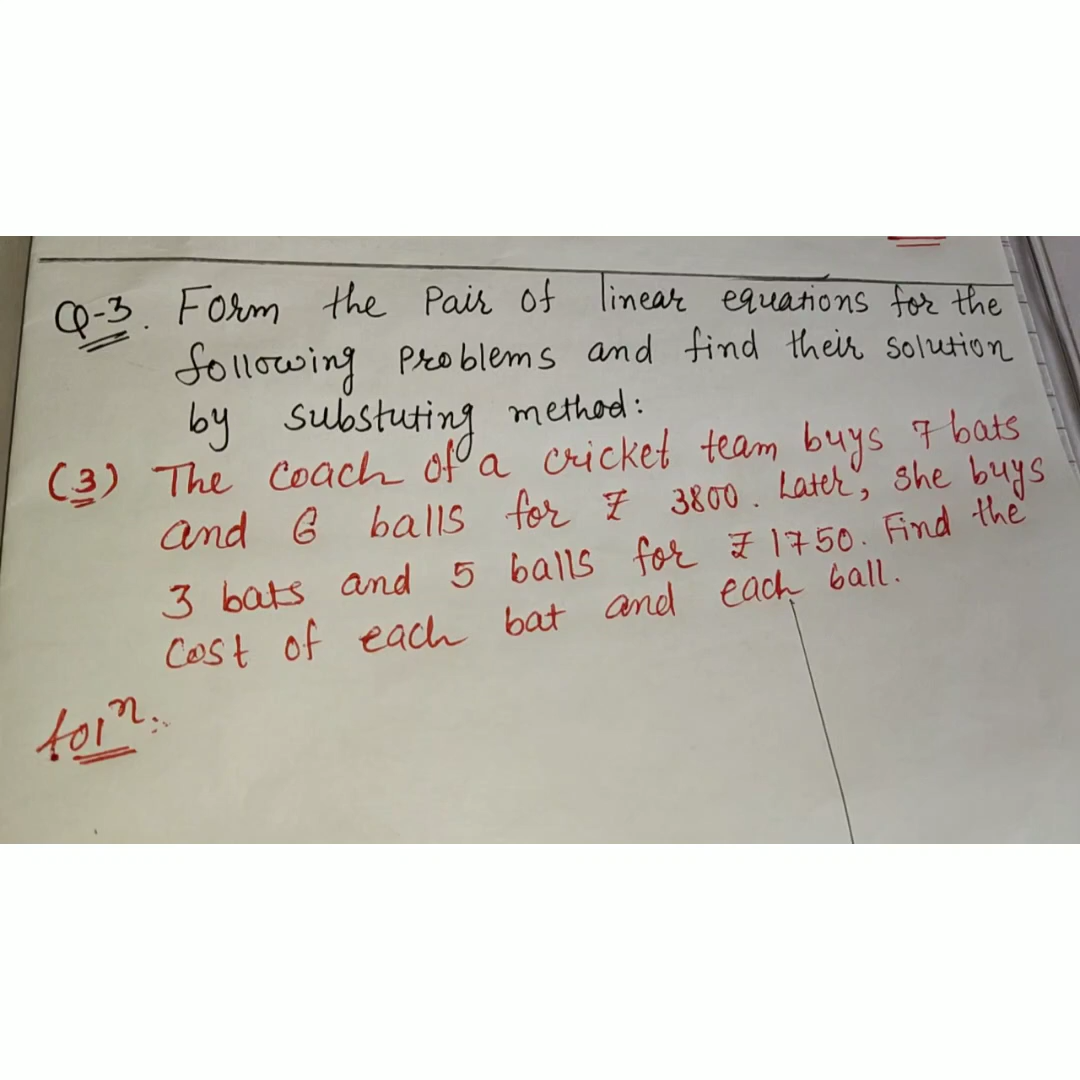 Q-3. Form the Pair of linear equations for the
following problems and find their solution
by substuting method:
(3) The coach of a cricket team buys 7 bats
and 6 balls for ₹ 3800. Later, she buys
3 bats and 5 balls for ₹ 1750. Find the
cost of each bat and each ball.
Solⁿ: